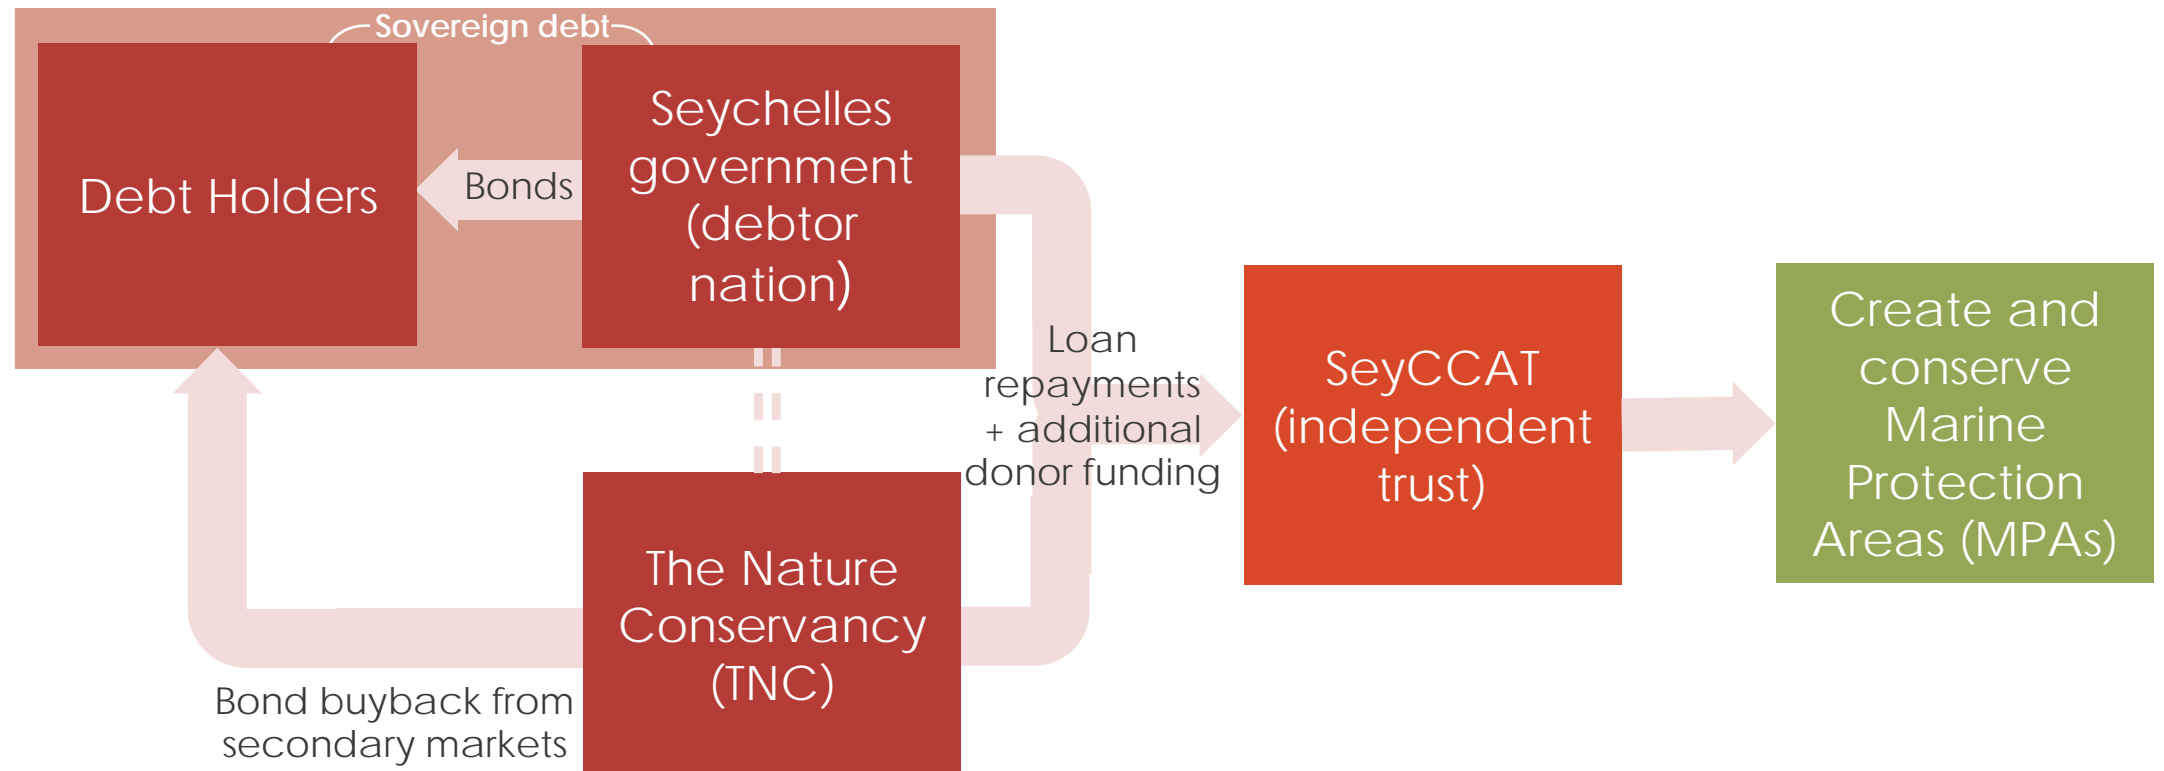 Sovereign debt
Debt Holders
Bonds
Seychelles
government
(debtor
nation)
Loan
repayments
+ additional
donor funding
SeyCCAT
(independent
trust)
Create and
conserve
Marine
Protection
Areas (MPAs)
The Nature
Conservancy
(TNC)
Bond buyback from
secondary markets